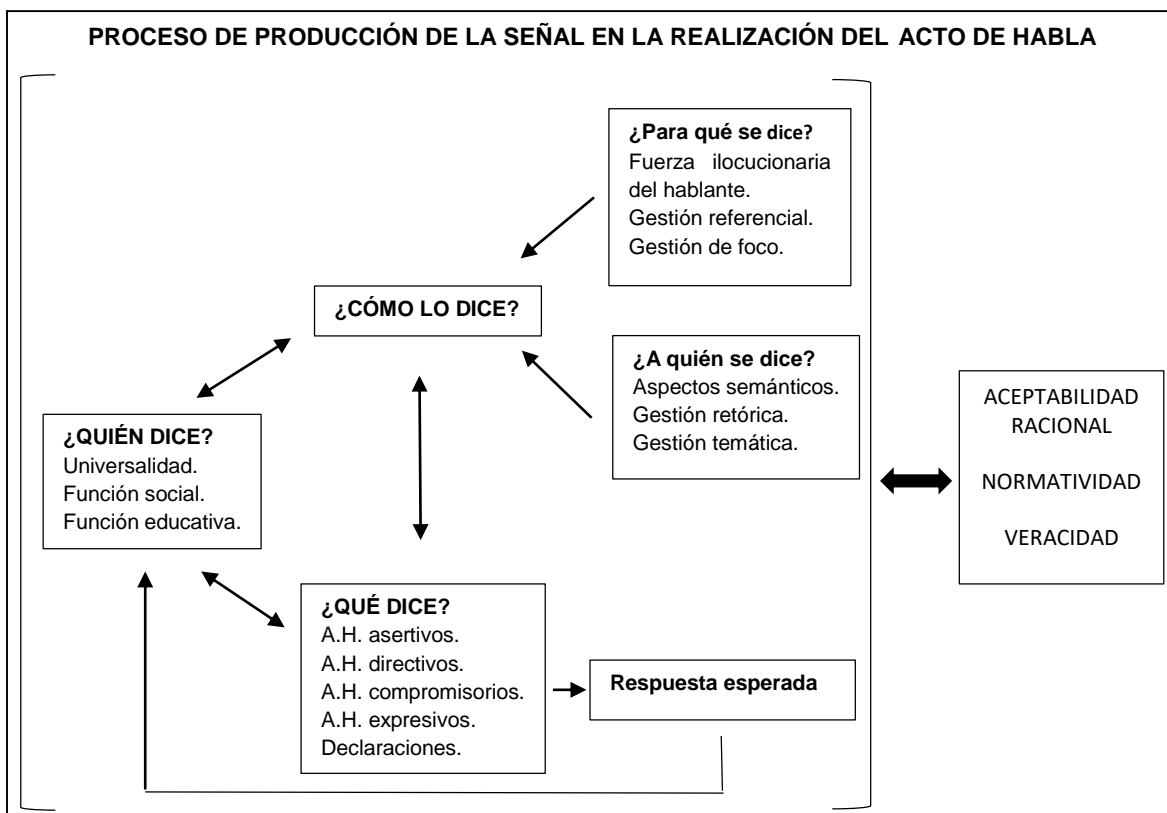 PROCESO DE PRODUCCIÓN DE LA SEÑAL EN LA REALIZACIÓN DEL ACTO DE HABLA
¿Para qué se dice?
Fuerza ilocucionaria
del hablante.
Gestión referencial.
Gestión de foco.
¿CÓMO LO DICE?
¿A quién se dice?
Aspectos semánticos.
Gestión retórica.
Gestión temática.
¿QUIÉN DICE?
Universalidad.
Función social.
Función educativa.
¿QUÉ DICE?
A.H. asertivos.
A.H. directivos.
A.H. compromisorios.
A.H. expresivos.
Declaraciones.
Respuesta esperada
ACEPTABILIDAD
RACIONAL
NORMATIVIDAD
VERACIDAD